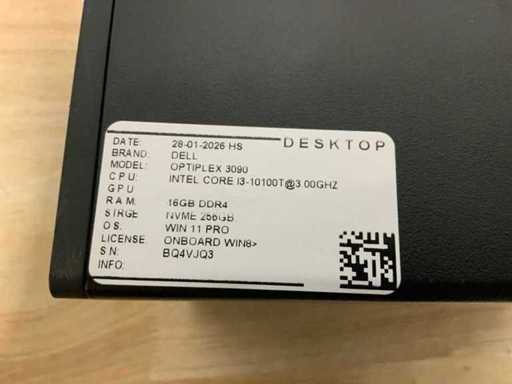 DESKTOP
DATE: 28-01-2026 HS
BRAND: DELL
MODEL: OPTIPLEX 3090
CPU: INTEL CORE I3-10100T@3.00GHZ
GPU
RAM: 16GB DDR4
STRGE NVME 256GB
OS: WIN 11 PRO
LICENSE: ONBOARD WIN8>
SN: BQ4VJQ3
INFO: